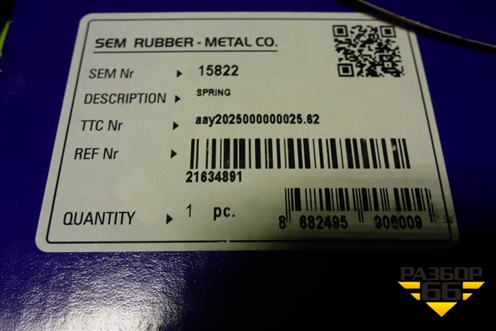 SEM RUBBER - METAL CO.
SEM Nr ▸ 15822
DESCRIPTION ▸ SPRING
TTC Nr ▸ aay2025000000025.62
REF Nr ▸
21634891
QUANTITY ▸ 1 pc.
8 682495 306009
РАЗБОР
66